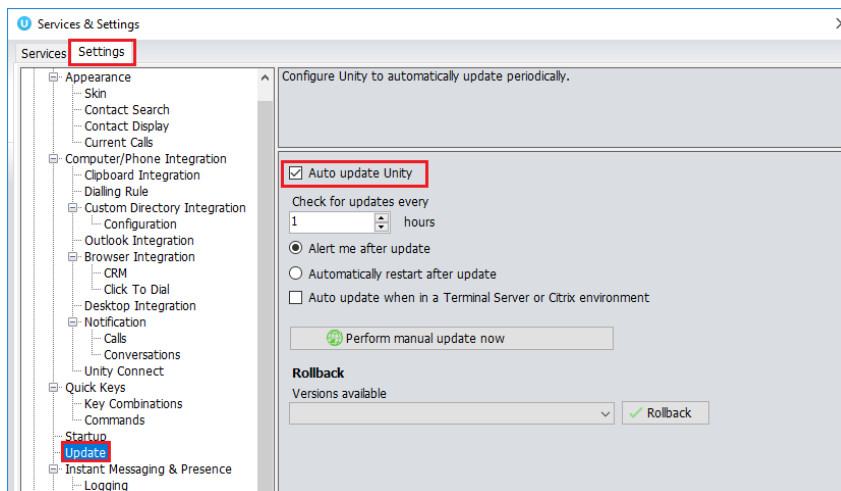 Services & Settings
Services
Settings
Appearance
Skin
Contact Search
Contact Display
Current Calls
Computer/Phone Integration
Clipboard Integration
Dialling Rule
Custom Directory Integration
Configuration
Outlook Integration
Browser Integration
CRM
Click To Dial
Desktop Integration
Notification
Calls
Conversations
Unity Connect
Quick Keys
Key Combinations
Commands
Startup
Update
Instant Messaging & Presence
Logging
Configure Unity to automatically update periodically.
Auto update Unity
Check for updates every
1 hours
Alert me after update
Automatically restart after update
Auto update when in a Terminal Server or Citrix environment
Perform manual update now
Rollback
Versions available
Rollback